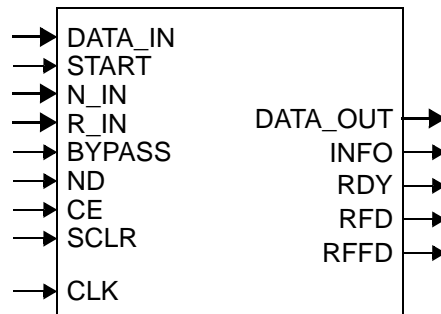 DATA_IN
START
N_IN
R_IN
BYPASS
ND
CE
SCLR
CLK
DATA_OUT
INFO
RDY
RFD
RFFD